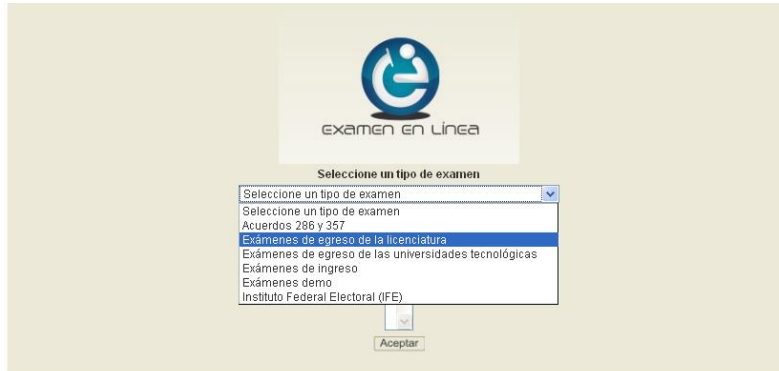 examen en Línea
Seleccione un tipo de examen
Seleccione un tipo de examen
Seleccione un tipo de examen
Acuerdos 286 y 357
Exámenes de egreso de la licenciatura
Exámenes de egreso de las universidades tecnológicas
Exámenes de ingreso
Exámenes demo
Instituto Federal Electoral (IFE)
Aceptar